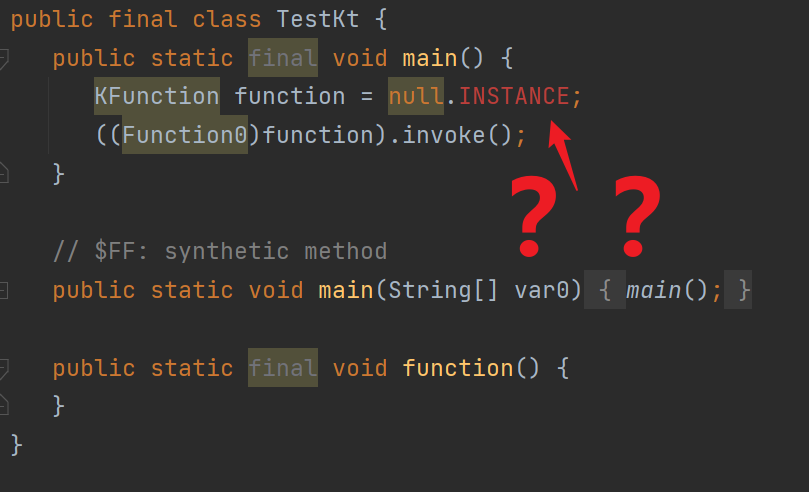 public final class TestKt {
public static final void main() {
KFunction function = null.INSTANCE;
((Function0)function).invoke();
}
? ?
// $FF: synthetic method
public static void main(String[] var0) { main(); }
public static final void function() {
}
}